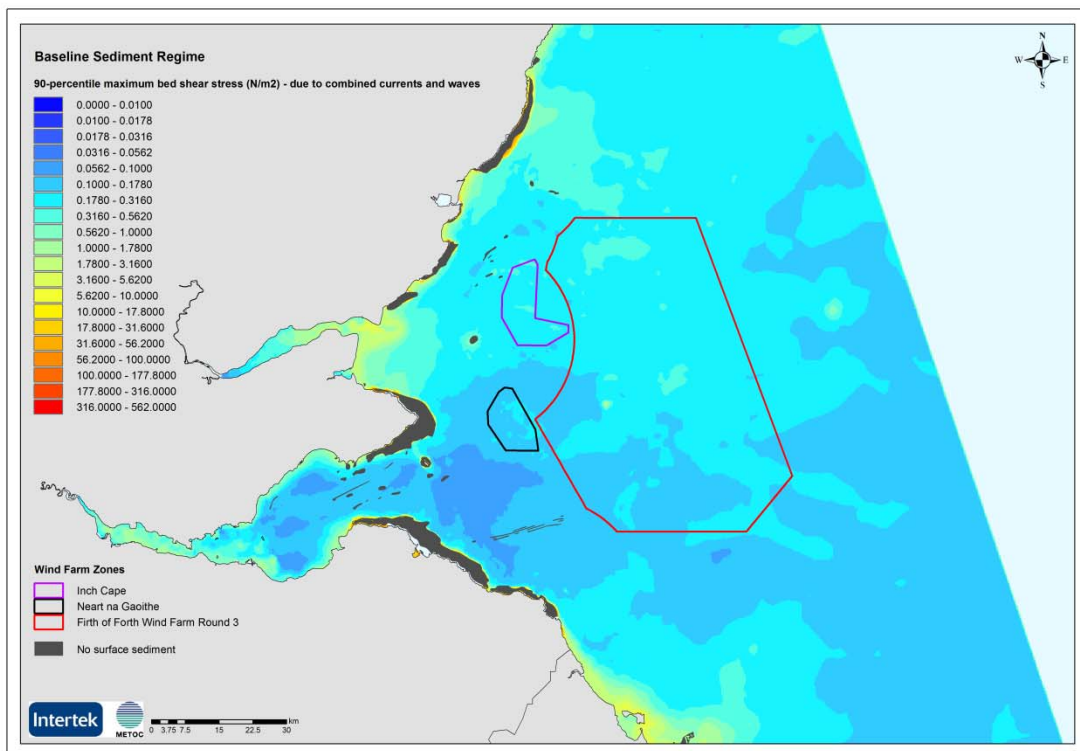 Baseline Sediment Regime
90-percentile maximum bed shear stress (N/m2) - due to combined currents and waves
0.0000 - 0.0100
0.0100 - 0.0178
0.0178 - 0.0316
0.0316 - 0.0562
0.0562 - 0.1000
0.1000 - 0.1780
0.1780 - 0.3160
0.3160 - 0.5620
0.5620 - 1.0000
1.0000 - 1.7800
1.7800 - 3.1600
3.1600 - 5.6200
5.6200 - 10.0000
10.0000 - 17.8000
17.8000 - 31.6000
31.6000 - 56.2000
56.2000 - 100.0000
100.0000 - 177.8000
177.8000 - 316.0000
316.0000 - 562.0000
N
W E
S
Wind Farm Zones
Inch Cape
Neart na Gaoithe
Firth of Forth Wind Farm Round 3
No surface sediment
Intertek
METOC
km
0 3.75 7.5 15 22.5 30